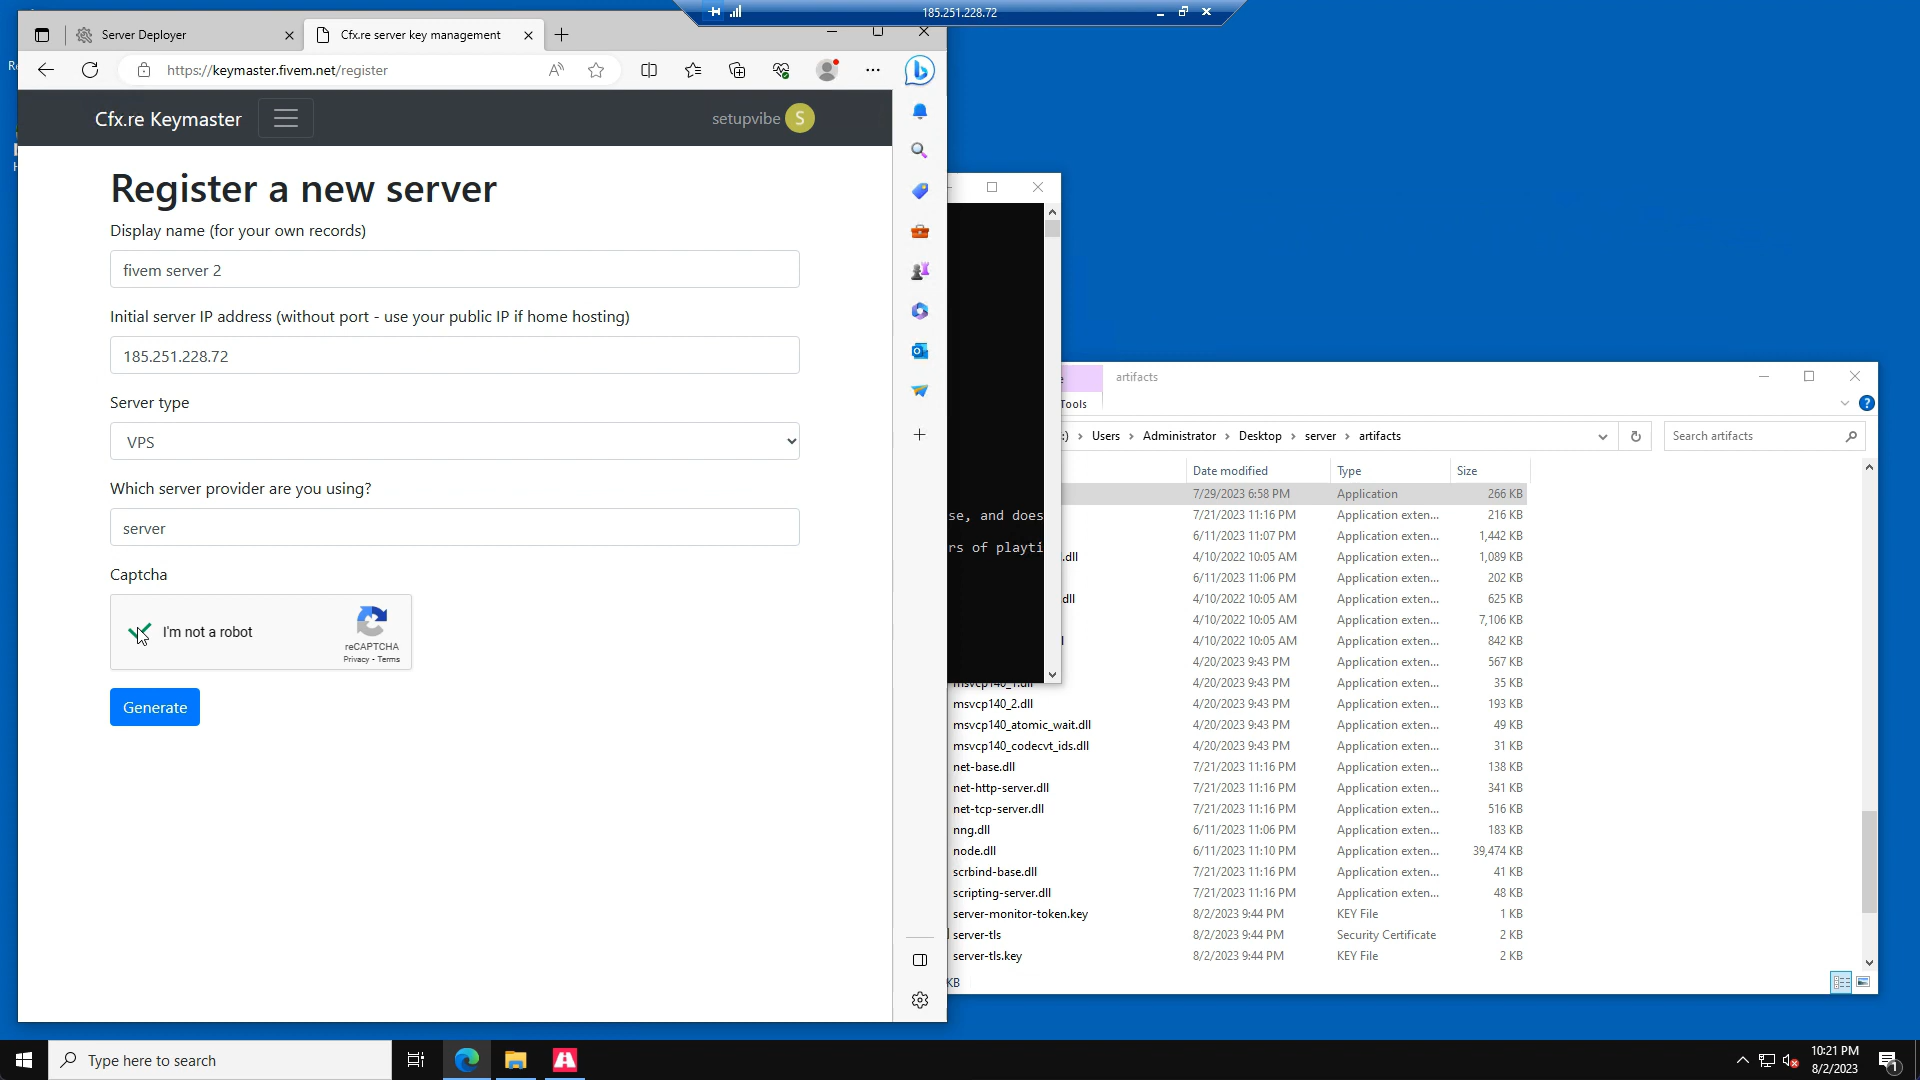 185.251.228.72
Server Deployer
Cfx.re server key management
https://keymaster.fivem.net/register
Cfx.re Keymaster
setupvibe
S
Register a new server
Display name (for your own records)
fivem server 2
Initial server IP address (without port - use your public IP if home hosting)
185.251.228.72
Server type
VPS
Which server provider are you using?
server
Captcha
I'm not a robot
reCAPTCHA
Privacy - Terms
Generate
se, and does
rs of playti
artifacts
Tools
Users > Administrator > Desktop > server > artifacts
Search artifacts
Date modified Type Size
7/29/2023 6:58 PM Application 266 KB
7/21/2023 11:16 PM Application exten... 216 KB
6/11/2023 11:07 PM Application exten... 1,442 KB
.dll 4/10/2022 10:05 AM Application exten... 1,089 KB
6/11/2023 11:06 PM Application exten... 202 KB
dll 4/10/2022 10:05 AM Application exten... 625 KB
4/10/2022 10:05 AM Application exten... 7,106 KB
4/10/2022 10:05 AM Application exten... 842 KB
4/20/2023 9:43 PM Application exten... 567 KB
msvcp140_1.dll 4/20/2023 9:43 PM Application exten... 35 KB
msvcp140_2.dll 4/20/2023 9:43 PM Application exten... 193 KB
msvcp140_atomic_wait.dll 4/20/2023 9:43 PM Application exten... 49 KB
msvcp140_codecvt_ids.dll 4/20/2023 9:43 PM Application exten... 31 KB
net-base.dll 7/21/2023 11:16 PM Application exten... 138 KB
net-http-server.dll 7/21/2023 11:16 PM Application exten... 341 KB
net-tcp-server.dll 7/21/2023 11:16 PM Application exten... 516 KB
nng.dll 6/11/2023 11:06 PM Application exten... 183 KB
node.dll 6/11/2023 11:10 PM Application exten... 39,474 KB
scrbind-base.dll 7/21/2023 11:16 PM Application exten... 41 KB
scripting-server.dll 7/21/2023 11:16 PM Application exten... 48 KB
server-monitor-token.key 8/2/2023 9:44 PM KEY File 1 KB
server-tls 8/2/2023 9:44 PM Security Certificate 2 KB
server-tls.key 8/2/2023 9:44 PM KEY File 2 KB
KB
Type here to search
10:21 PM
8/2/2023
1